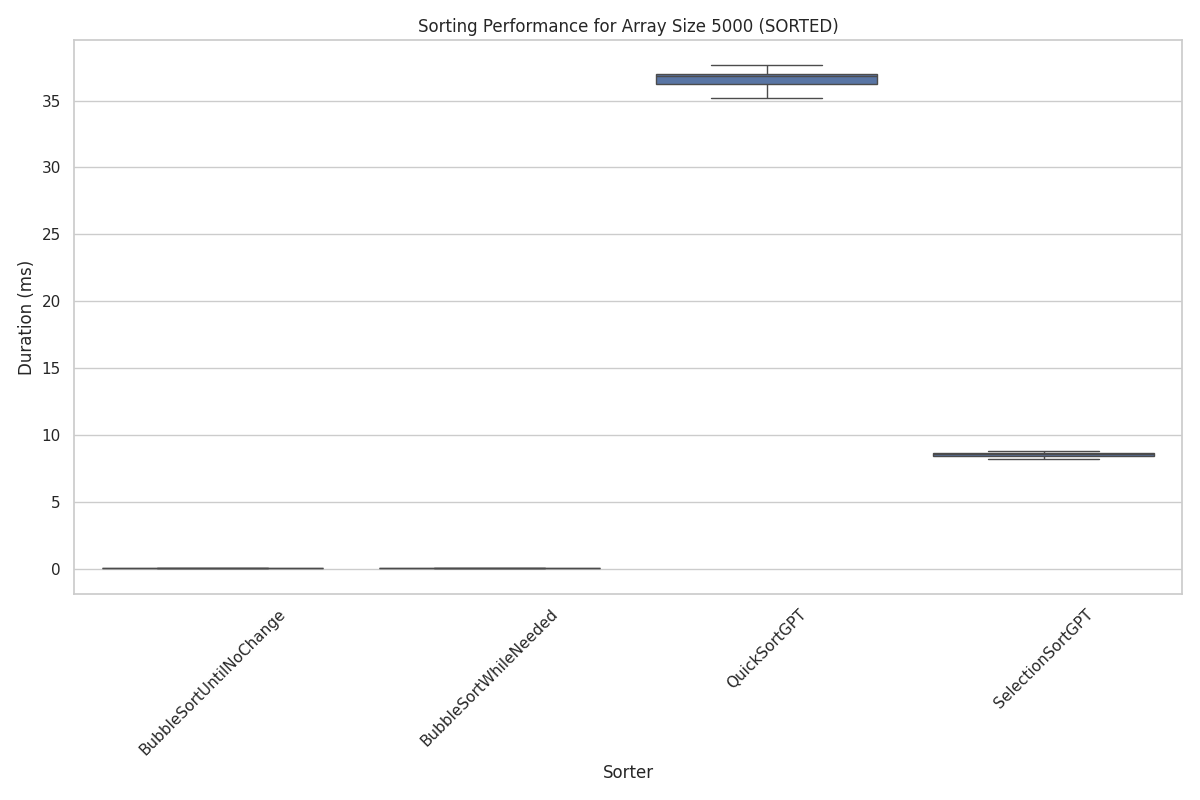 Sorting Performance for Array Size 5000 (SORTED)
Duration (ms)
35
30
25
20
15
10
5
0
BubbleSortUntilNoChange
BubbleSortWhileNeeded
QuickSortGPT
SelectionSortGPT
Sorter